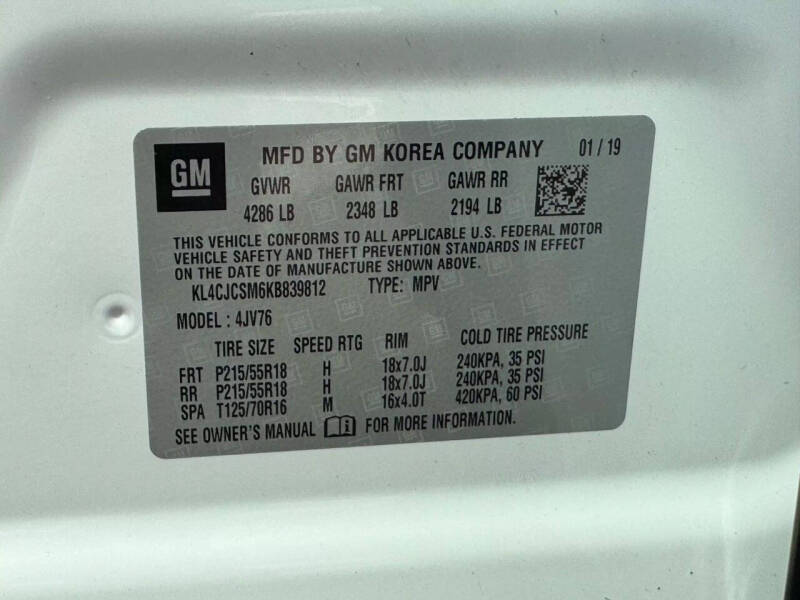 GM MFD BY GM KOREA COMPANY 01 / 19
GVWR GAWR FRT GAWR RR
4286 LB 2348 LB 2194 LB
THIS VEHICLE CONFORMS TO ALL APPLICABLE U.S. FEDERAL MOTOR
VEHICLE SAFETY AND THEFT PREVENTION STANDARDS IN EFFECT
ON THE DATE OF MANUFACTURE SHOWN ABOVE.
KL4CJCSM6KB839812 TYPE: MPV
MODEL : 4JV76
TIRE SIZE SPEED RTG RIM COLD TIRE PRESSURE
FRT P215/55R18 H 18x7.0J 240KPA, 35 PSI
RR P215/55R18 H 18x7.0J 240KPA, 35 PSI
SPA T125/70R16 M 16x4.0T 420KPA, 60 PSI
SEE OWNER'S MANUAL FOR MORE INFORMATION.